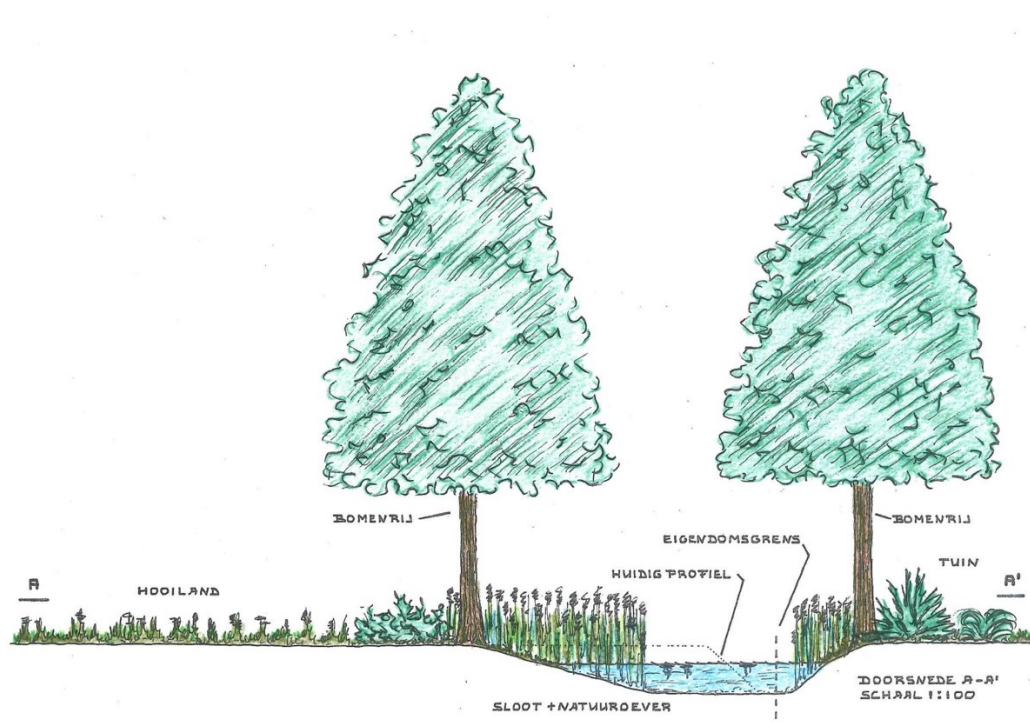 BOMENRIJ
BOMENRIJ
EIGENDOMSGRENS
HUIDIG PROFIEL
TUIN
A
HOOILAND
A'
DOORSNEDE A-A'
SCHAAL 1:100
SLOOT + NATUUROEVER